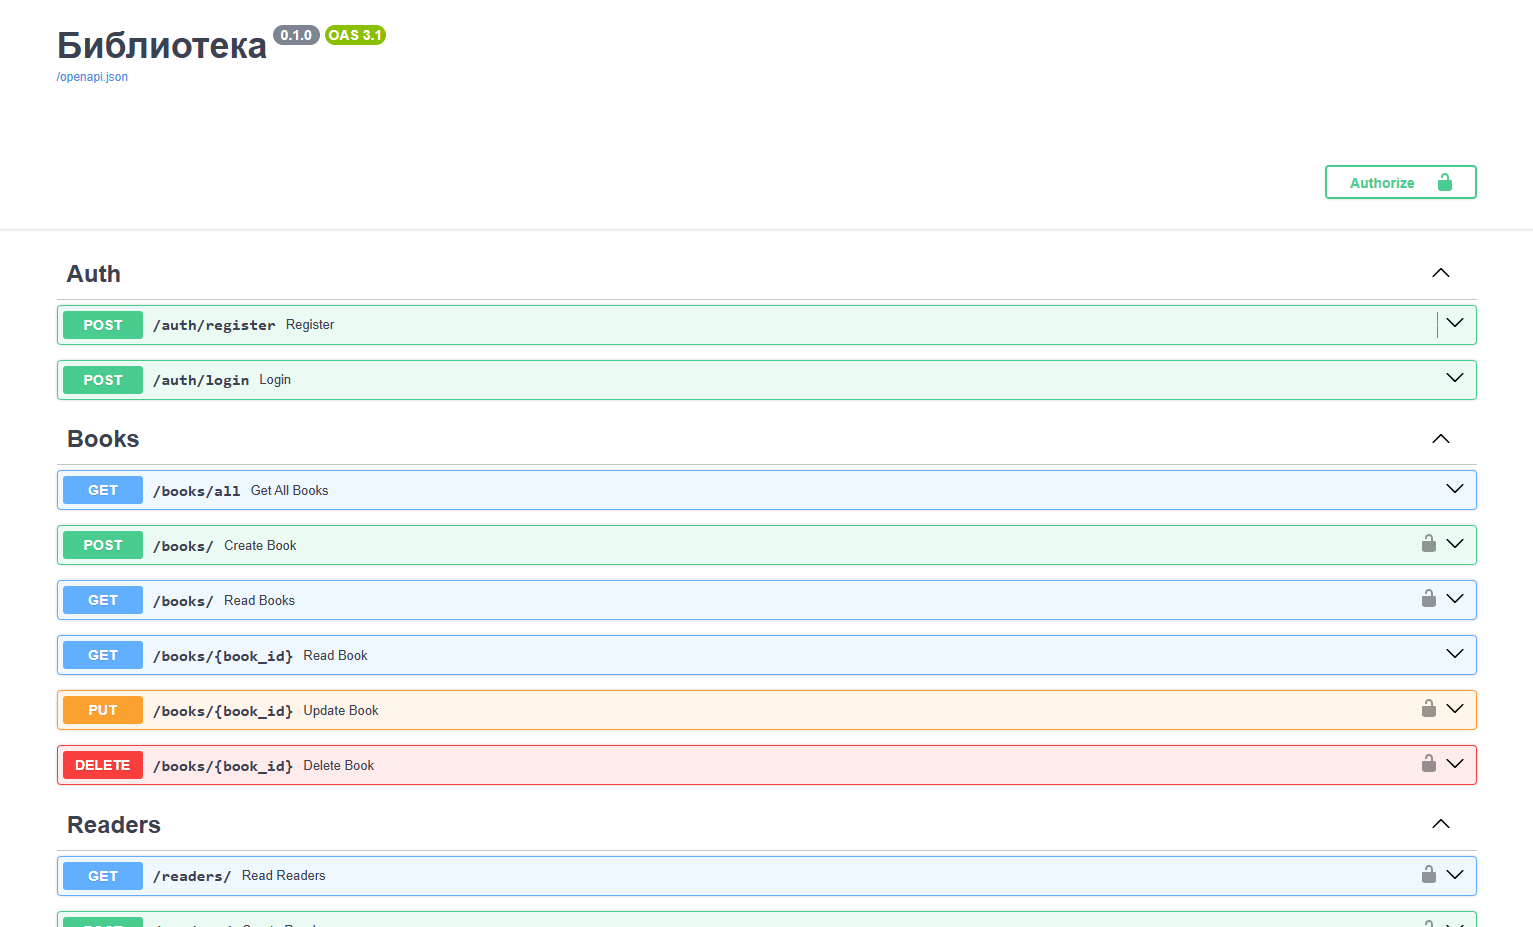 Библиотека 0.1.0 OAS 3.1
/openapi.json
Authorize
Auth
POST /auth/register Register
POST /auth/login Login
Books
GET /books/all Get All Books
POST /books/ Create Book
GET /books/ Read Books
GET /books/{book_id} Read Book
PUT /books/{book_id} Update Book
DELETE /books/{book_id} Delete Book
Readers
GET /readers/ Read Readers